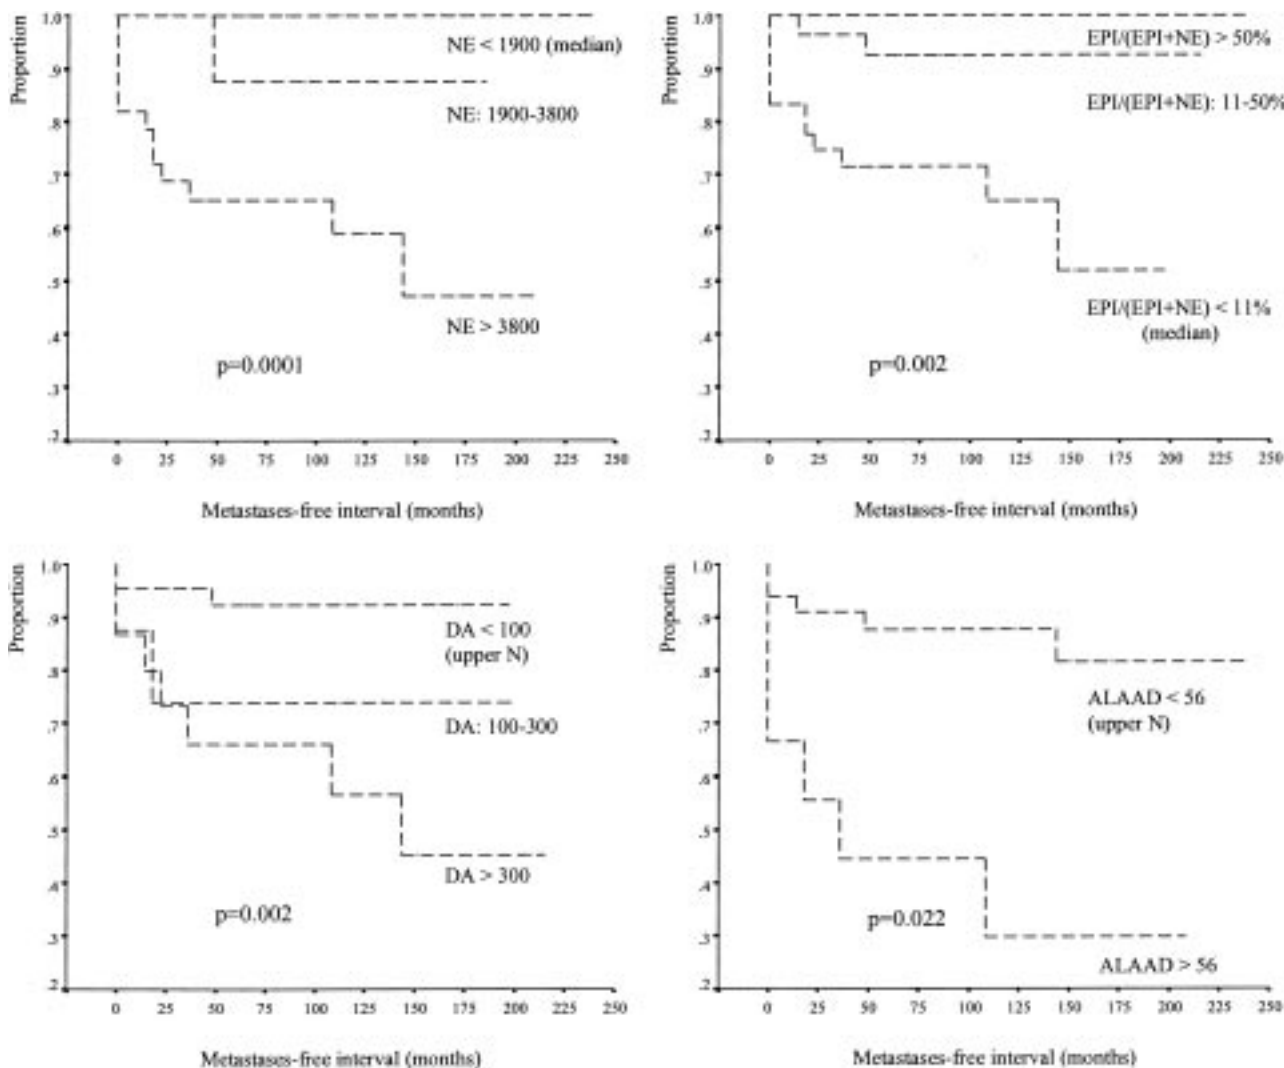 Proportion
1.0
.9
.8
.7
.6
.5
.4
.3
.2
NE < 1900 (median)
NE: 1900-3800
NE > 3800
p=0.0001
0 25 50 75 100 125 150 175 200 225 250
Metastases-free interval (months)
Proportion
1.0
.9
.8
.7
.6
.5
.4
.3
.2
EPI/(EPI+NE) > 50%
EPI/(EPI+NE): 11-50%
EPI/(EPI+NE) < 11%
(median)
p=0.002
0 25 50 75 100 125 150 175 200 225 250
Metastases-free interval (months)
Proportion
1.0
.9
.8
.7
.6
.5
.4
.3
.2
DA < 100
(upper N)
DA: 100-300
DA > 300
p=0.002
0 25 50 75 100 125 150 175 200 225 250
Metastases-free interval (months)
Proportion
1.0
.9
.8
.7
.6
.5
.4
.3
.2
ALAAD < 56
(upper N)
p=0.022
ALAAD > 56
0 25 50 75 100 125 150 175 200 225 250
Metastases-free interval (months)